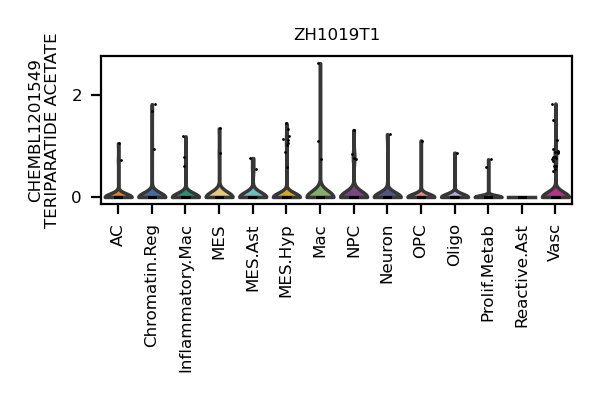 ZH1019T1
CHEMBL1201549
TERIPARATIDE ACETATE
2
0
AC
Chromatin.Reg
Inflammatory.Mac
MES
MES.Ast
MES.Hyp
Mac
NPC
Neuron
OPC
Oligo
Prolif.Metab
Reactive.Ast
Vasc